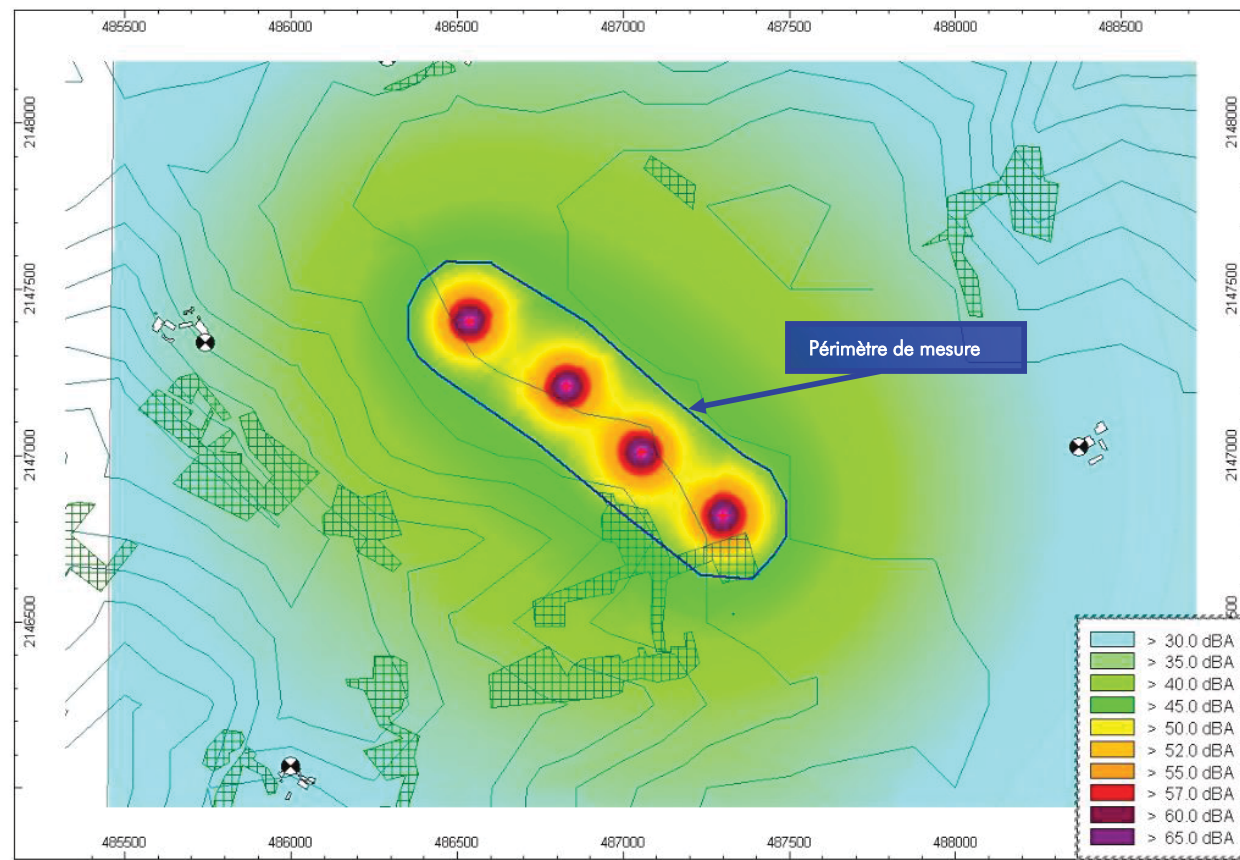 485500 486000 486500 487000 487500 488000 488500
2148000 2148000
2147500 2147500
Périmètre de mesure
2147000 2147000
2146500 500
> 30.0 dBA
> 35.0 dBA
> 40.0 dBA
> 45.0 dBA
> 50.0 dBA
> 52.0 dBA
> 55.0 dBA
> 57.0 dBA
> 60.0 dBA
> 65.0 dBA
485500 486000 486500 487000 487500 488000 488500